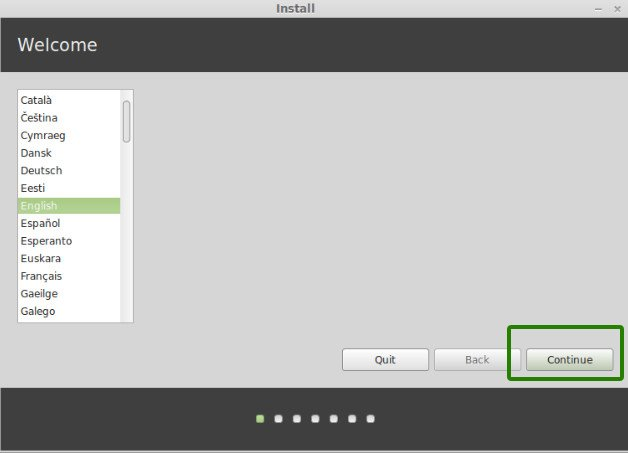 Install
Welcome
Català
Čeština
Cymraeg
Dansk
Deutsch
Eesti
English
Español
Esperanto
Euskara
Français
Gaeilge
Galego
Quit
Back
Continue